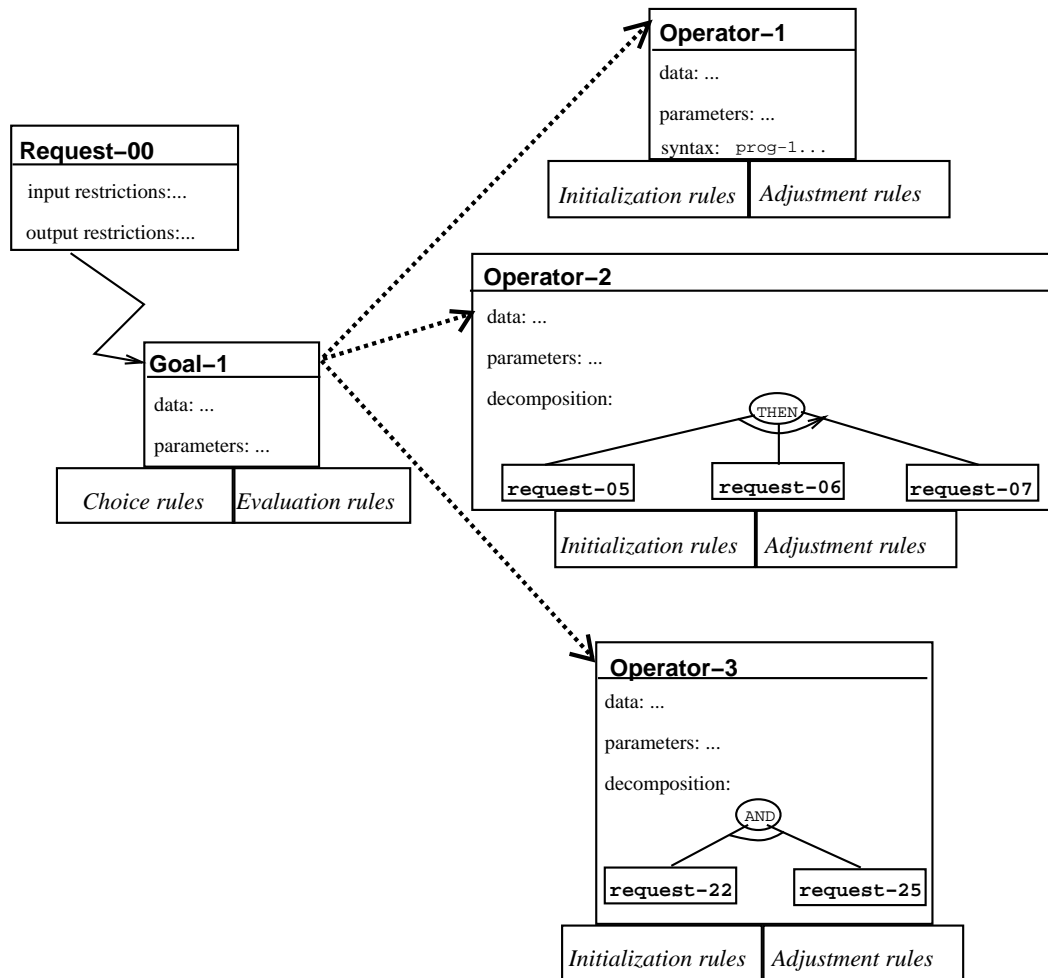 Operator–1
data: ...
parameters: ...
syntax: prog-1...
Initialization rules Adjustment rules
Request–00
input restrictions:...
output restrictions:...
Goal–1
data: ...
parameters: ...
Choice rules Evaluation rules
Operator–2
data: ...
parameters: ...
decomposition:
THEN
request-05 request-06 request-07
Initialization rules Adjustment rules
Operator–3
data: ...
parameters: ...
decomposition:
AND
request-22 request-25
Initialization rules Adjustment rules